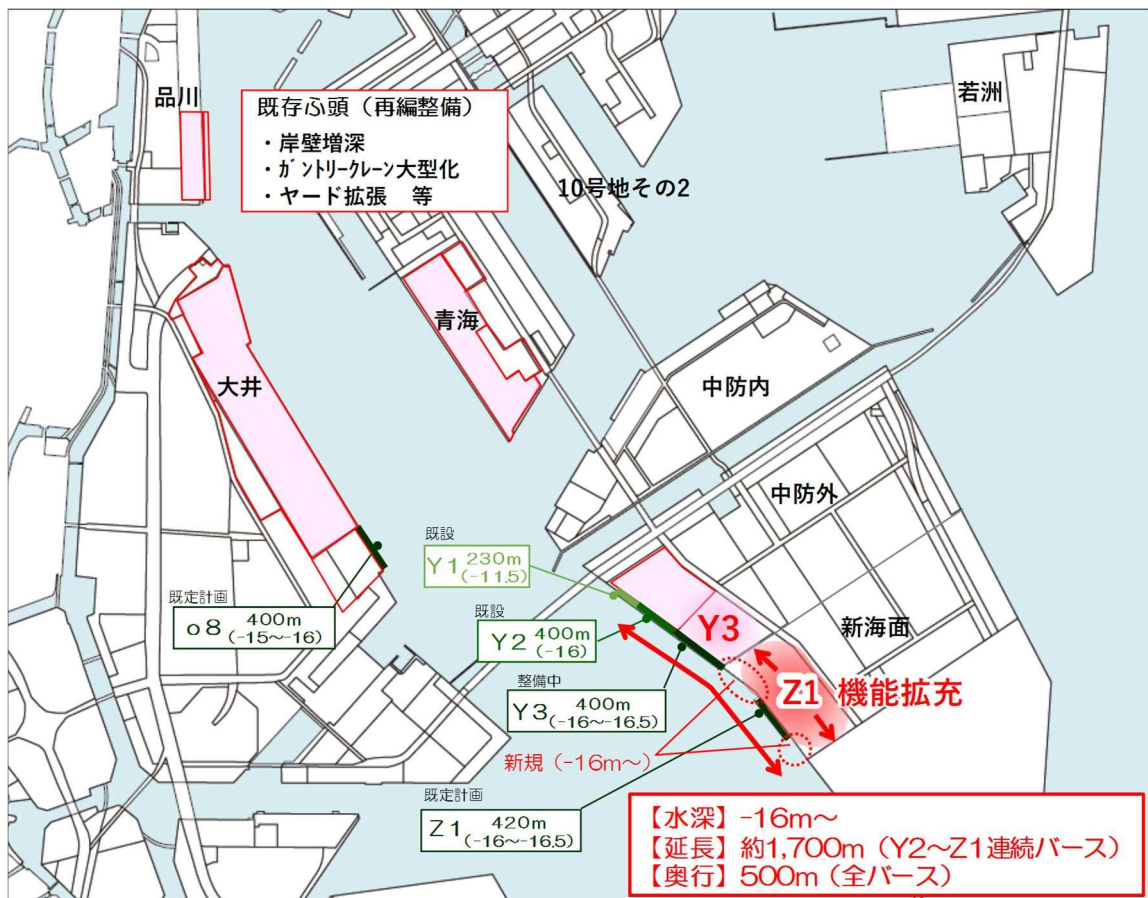 品川
既存ふ頭（再編整備）
・岸壁増深
・ガントリークレーン大型化
・ヤード拡張　等
若洲
10号地その2
青海
大井
中防内
中防外
既設
Y1 230m
(-11.5)
既定計画
o8 400m
(-15～-16)
既設
Y2 400m
(-16)
Y3
新海面
整備中
Y3 400m
(-16～-16.5)
Z1 機能拡充
新規（-16m～）
既定計画
Z1 420m
(-16～-16.5)
【水深】-16m～
【延長】約1,700m（Y2～Z1連続バース）
【奥行】500m（全バース）